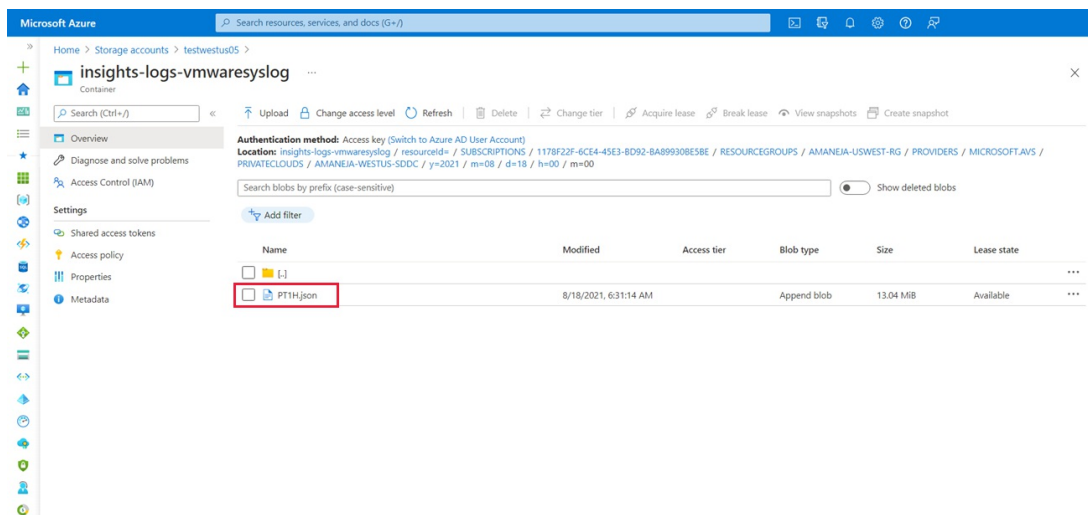 Microsoft Azure
Search resources, services, and docs (G+/)
Home > Storage accounts > testwestus05 >
insights-logs-vmwaresyslog ...
Container
Search (Ctrl+/)
Upload Change access level Refresh Delete Change tier Acquire lease Break lease View snapshots Create snapshot
Overview
Diagnose and solve problems
Access Control (IAM)
Settings
Shared access tokens
Access policy
Properties
Metadata
Authentication method: Access key (Switch to Azure AD User Account)
Location: insights-logs-vmwaresyslog / resourceId= / SUBSCRIPTIONS / 1178F22F-6CE4-45E3-BD92-BA89930BE5BE / RESOURCEGROUPS / AMANEJA-USWEST-RG / PROVIDERS / MICROSOFT.AVS /
PRIVATECLOUDS / AMANEJA-WESTUS-SDDC / y=2021 / m=08 / d=18 / h=00 / m=00
Search blobs by prefix (case-sensitive)
Show deleted blobs
Add filter
Name Modified Access tier Blob type Size Lease state
[..]
PT1H.json 8/18/2021, 6:31:14 AM Append blob 13.04 MiB Available